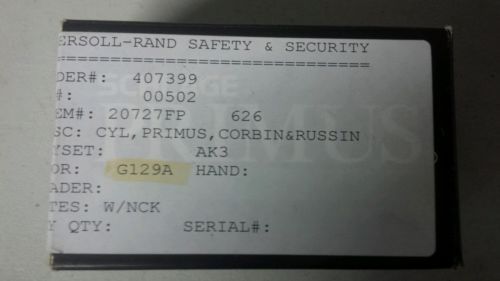 ERSOLL-RAND SAFETY & SECURITY
==============================
DER#: 407399
#: 00502
EM#: 20727FP 626
SC: CYL,PRIMUS,CORBIN&RUSSIN
YSET: AK3
OR: G129A HAND:
ADER:
TES: W/NCK
Y QTY: SERIAL#:
PRIMUS